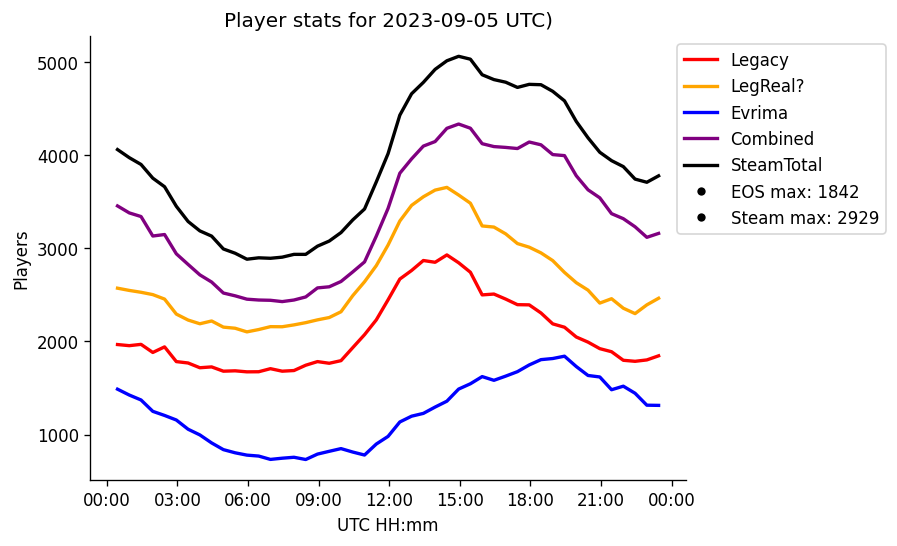 Player stats for 2023-09-05 UTC)
Players
5000
4000
3000
2000
1000
00:00 03:00 06:00 09:00 12:00 15:00 18:00 21:00 00:00
UTC HH:mm
Legacy
LegReal?
Evrima
Combined
SteamTotal
EOS max: 1842
Steam max: 2929